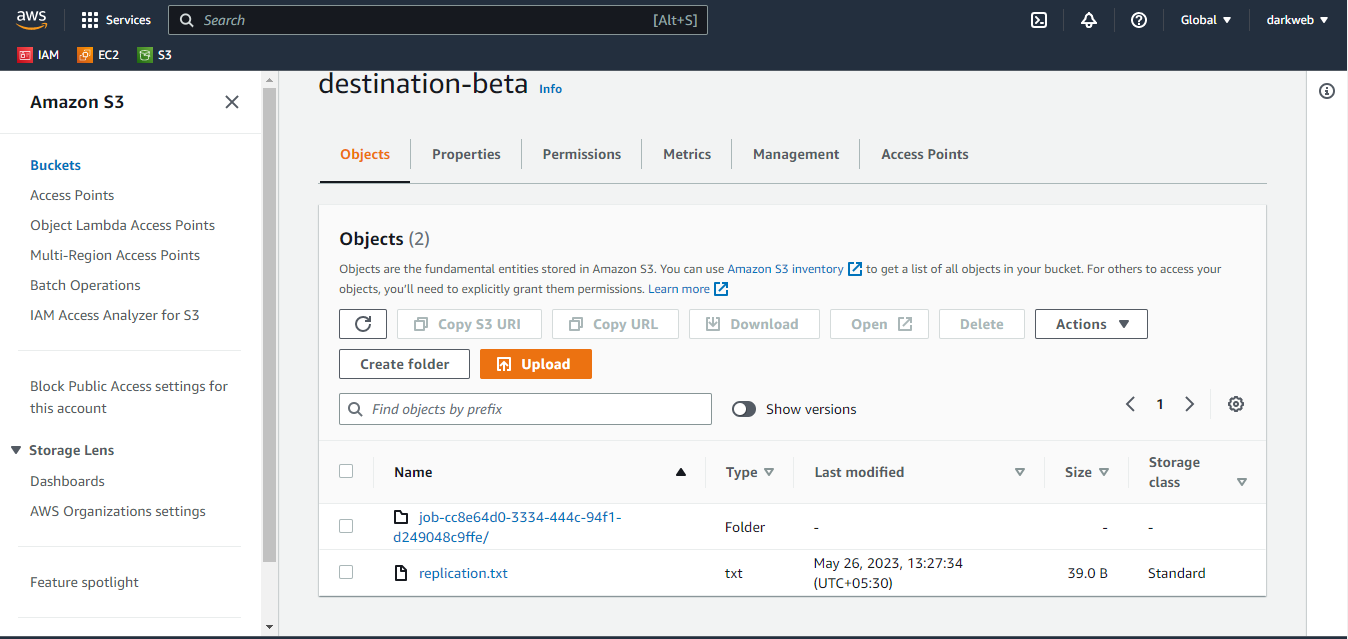 aws
Services
Search
[Alt+S]
Global
darkweb
IAM
EC2
S3
Amazon S3
Buckets
Access Points
Object Lambda Access Points
Multi-Region Access Points
Batch Operations
IAM Access Analyzer for S3
Block Public Access settings for
this account
Storage Lens
Dashboards
AWS Organizations settings
Feature spotlight
destination-beta Info
Objects
Properties
Permissions
Metrics
Management
Access Points
Objects (2)
Objects are the fundamental entities stored in Amazon S3. You can use Amazon S3 inventory to get a list of all objects in your bucket. For others to access your
objects, you'll need to explicitly grant them permissions. Learn more
Copy S3 URI
Copy URL
Download
Open
Delete
Actions
Create folder
Upload
Find objects by prefix
Show versions
1
Name
Type
Last modified
Size
Storage
class
job-cc8e64d0-3334-444c-94f1-
d249048c9ffe/
Folder
-
-
-
replication.txt
txt
May 26, 2023, 13:27:34
(UTC+05:30)
39.0 B
Standard